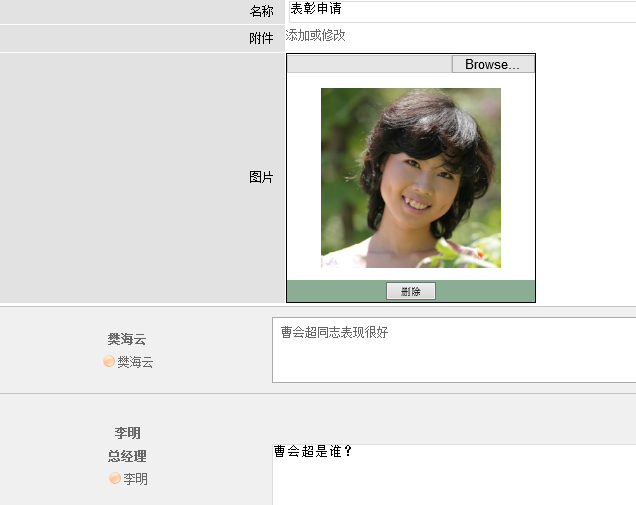 名称
表彰申请
附件
添加或修改
Browse...
图片
删除
樊海云
樊海云
曹会超同志表现很好
李明
总经理
李明
曹会超是谁？